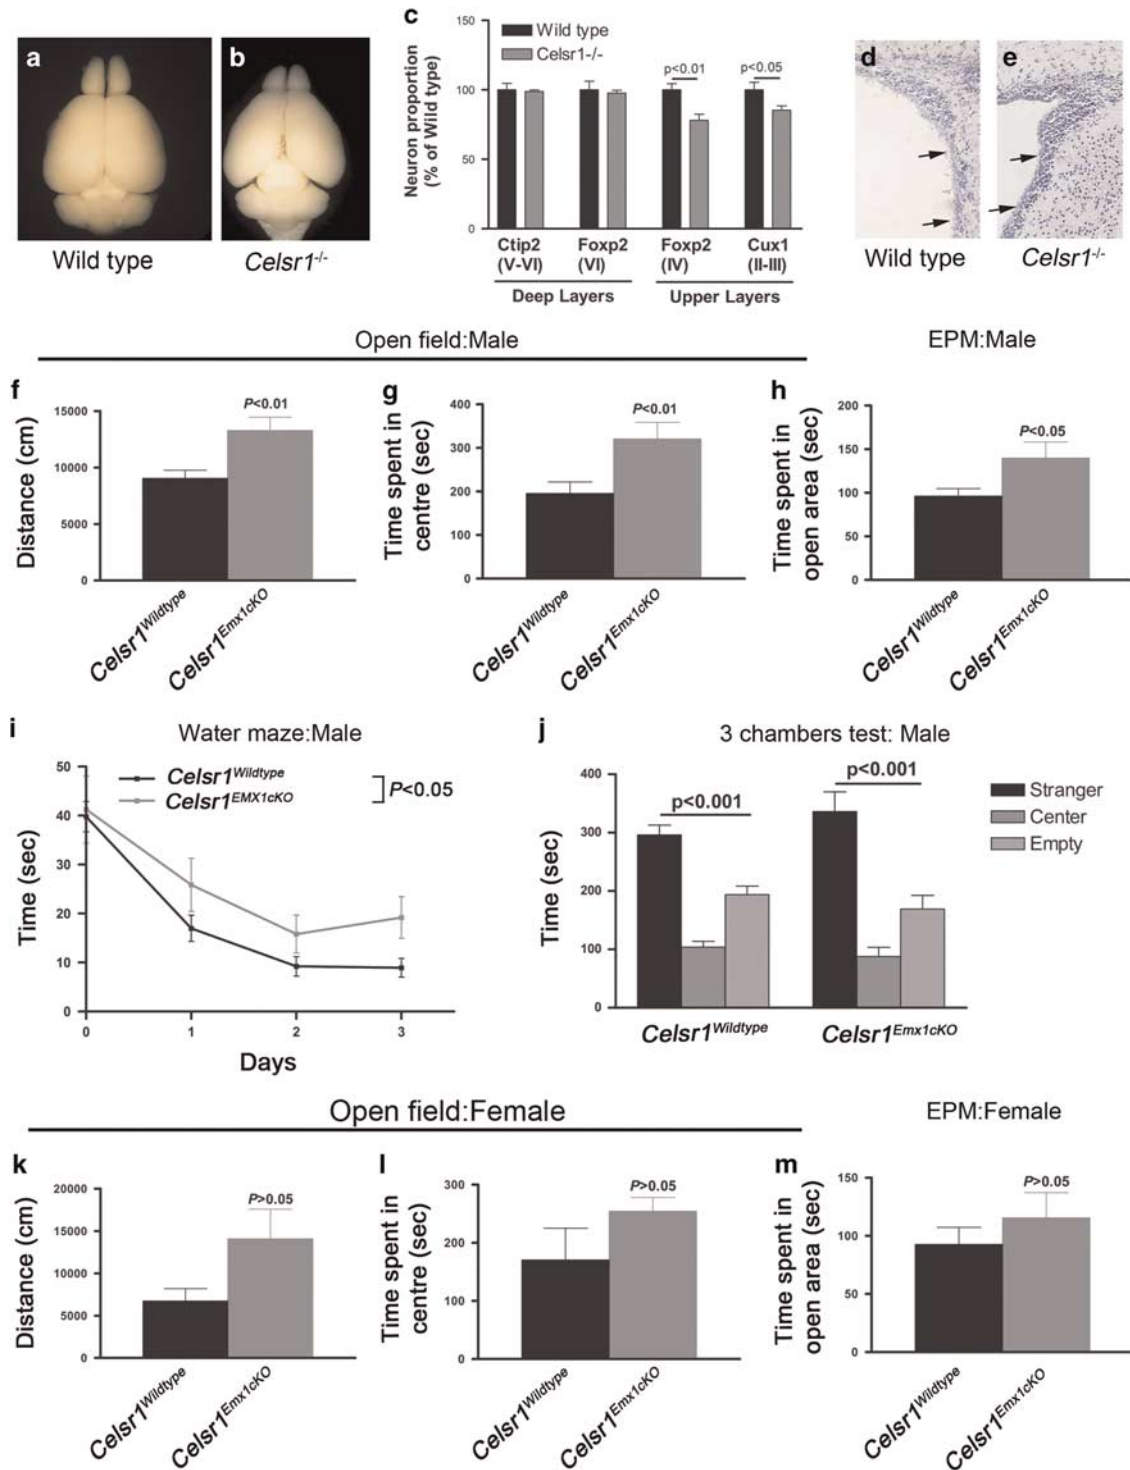 a
b
Wild type
Celsr1-/-
c
150
100
50
0
Neuron proportion
(% of Wild type)
Wild type
Celsr1-/-
p<0.01
p<0.05
Ctip2
(V-VI)
Foxp2
(VI)
Foxp2
(IV)
Cux1
(II-III)
Deep Layers
Upper Layers
d
e
Wild type
Celsr1-/-
Open field:Male
EPM:Male
f
Distance (cm)
15000
10000
5000
0
P<0.01
Celsr1Wildtype
Celsr1Emx1cKO
g
Time spent in
centre (sec)
400
300
200
100
0
P<0.01
Celsr1Wildtype
Celsr1Emx1cKO
h
Time spent in
open area (sec)
200
150
100
50
0
P<0.05
Celsr1Wildtype
Celsr1Emx1cKO
i
Water maze:Male
Time (sec)
50
40
30
20
10
0
Celsr1Wildtype
Celsr1EMX1cKO
P<0.05
0
1
2
3
Days
j
3 chambers test: Male
Time (sec)
400
300
200
100
0
p<0.001
p<0.001
Stranger
Center
Empty
Celsr1Wildtype
Celsr1Emx1cKO
Open field:Female
EPM:Female
k
Distance (cm)
20000
15000
10000
5000
0
P>0.05
Celsr1Wildtype
Celsr1Emx1cKO
l
Time spent in
centre (sec)
300
200
100
0
P>0.05
Celsr1Wildtype
Celsr1Emx1cKO
m
Time spent in
open area (sec)
150
100
50
0
P>0.05
Celsr1Wildtype
Celsr1Emx1cKO